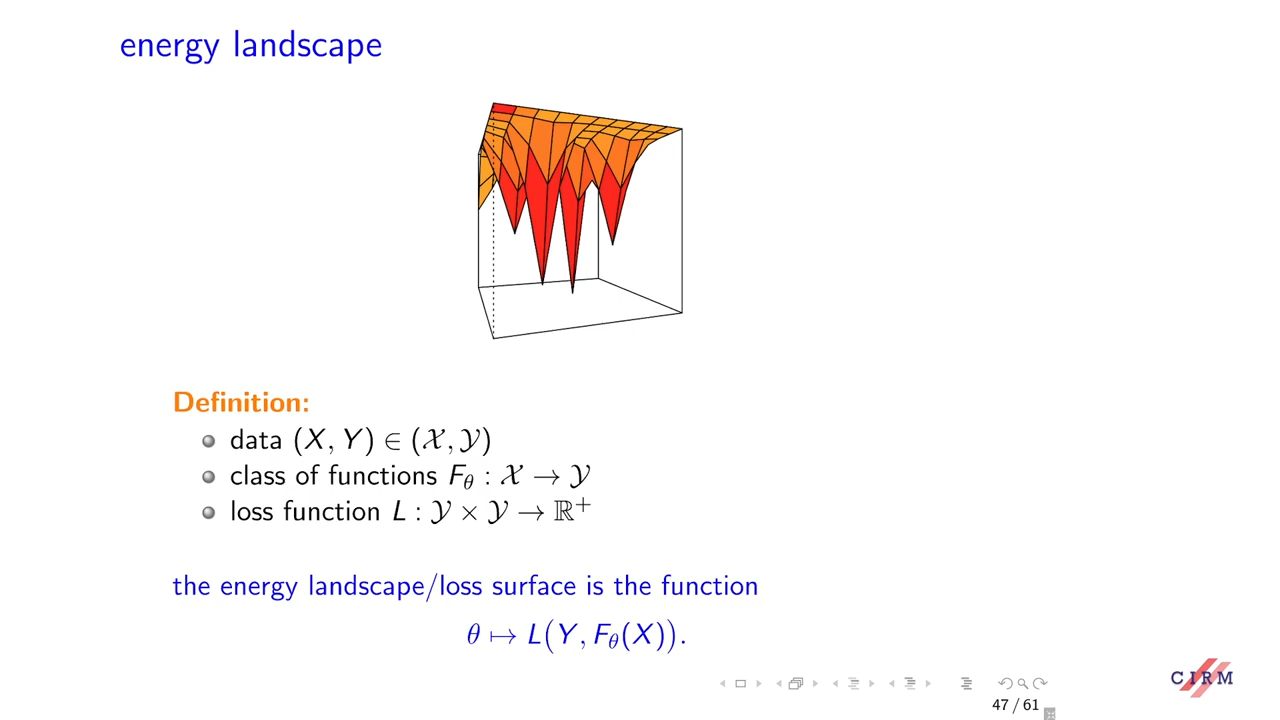 energy landscape
Definition:
data (X, Y) ∈ (𝒳, 𝒴)
class of functions F_θ : 𝒳 → 𝒴
loss function L : 𝒴 × 𝒴 → ℝ⁺
the energy landscape/loss surface is the function
θ ↦ L(Y, F_θ(X)).
CIRM
47 / 61